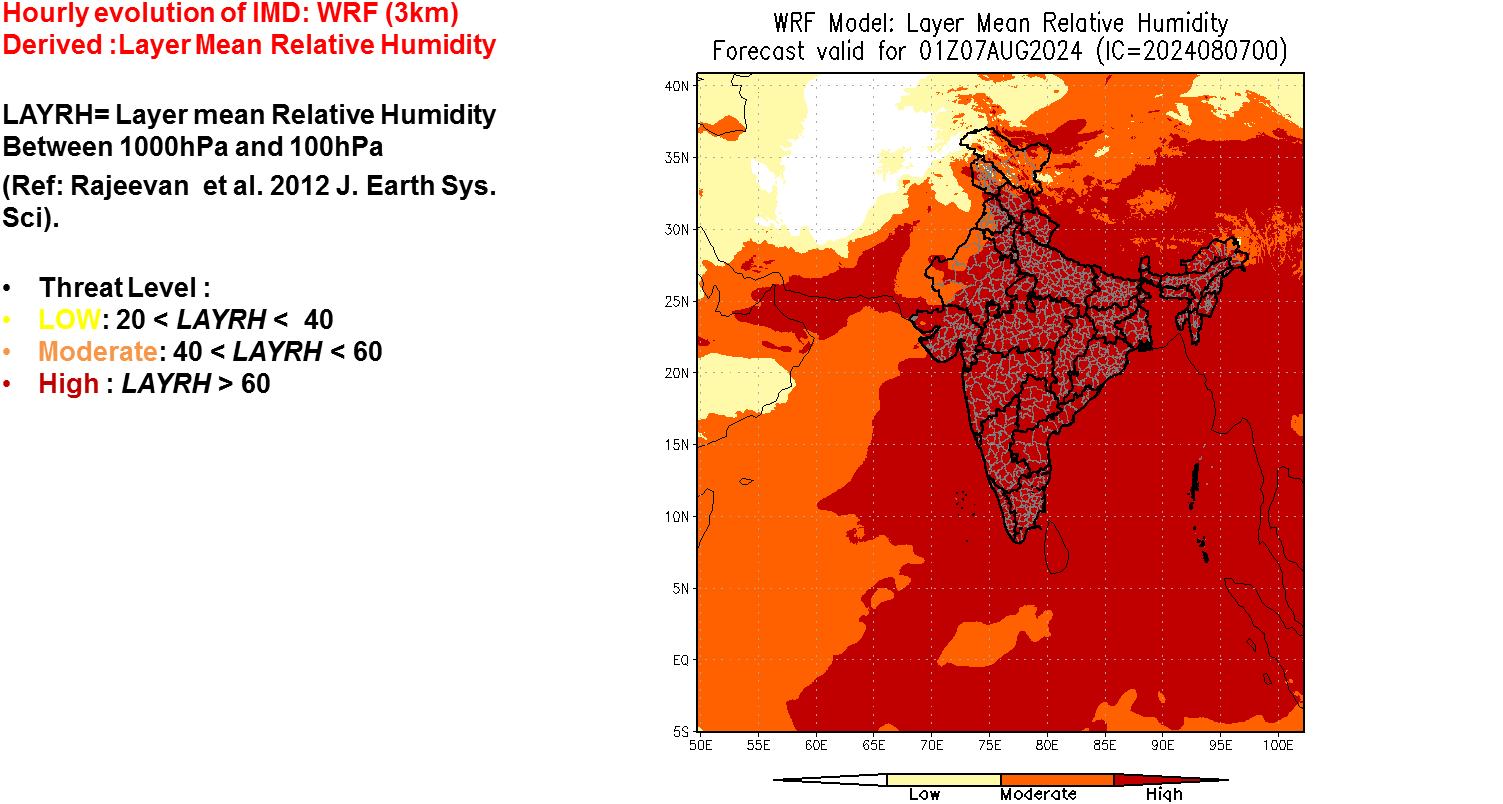 Hourly evolution of IMD: WRF (3km)
Derived :Layer Mean Relative Humidity
LAYRH= Layer mean Relative Humidity
Between 1000hPa and 100hPa
(Ref: Rajeevan et al. 2012 J. Earth Sys.
Sci).
• Threat Level :
• LOW: 20 < LAYRH < 40
• Moderate: 40 < LAYRH < 60
• High : LAYRH > 60
WRF Model: Layer Mean Relative Humidity
Forecast valid for 01Z07AUG2024 (IC=2024080700)
40N
35N
30N
25N
20N
15N
10N
5N
EQ
5S
50E 55E 60E 65E 70E 75E 80E 85E 90E 95E 100E
Low Moderate High